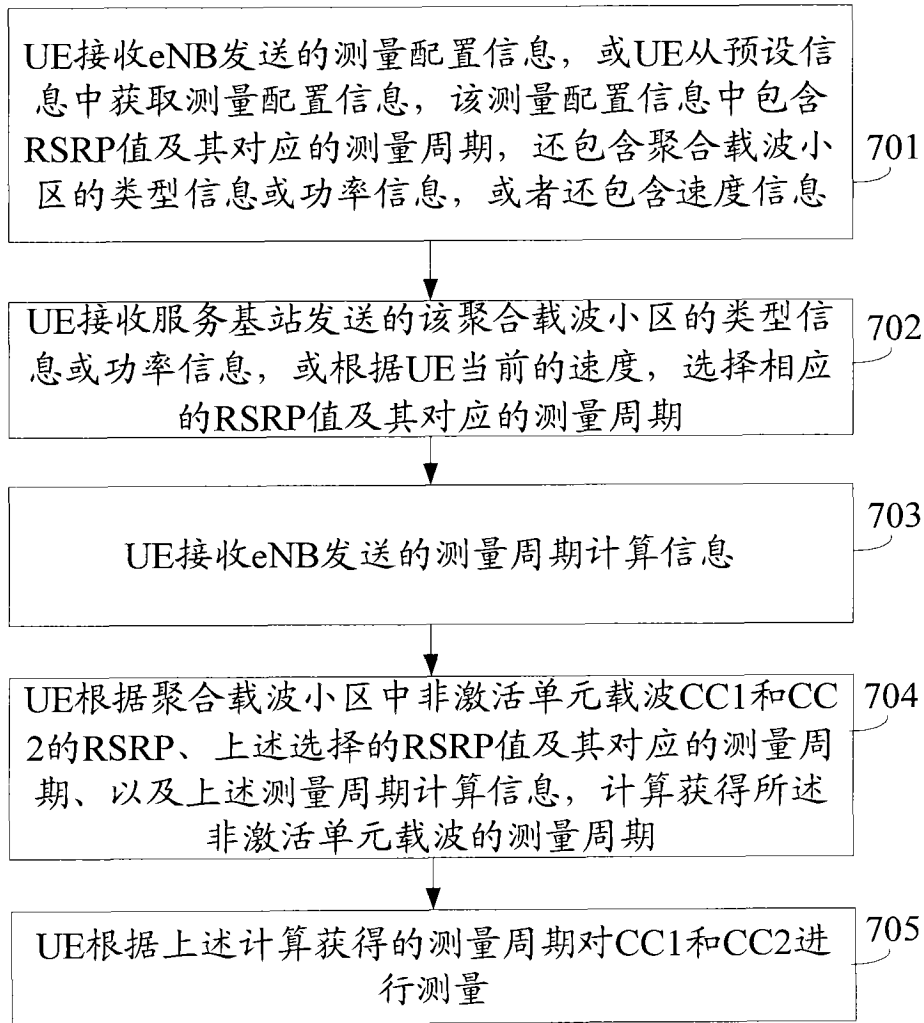 UE接收eNB发送的测量配置信息，或UE从预设信
息中获取测量配置信息，该测量配置信息中包含
RSRP值及其对应的测量周期，还包含聚合载波小
区的类型信息或功率信息，或者还包含速度信息
701
UE接收服务基站发送的该聚合载波小区的类型信
息或功率信息，或根据UE当前的速度，选择相应
的RSRP值及其对应的测量周期
702
UE接收eNB发送的测量周期计算信息
703
UE根据聚合载波小区中非激活单元载波CC1和CC
2的RSRP、上述选择的RSRP值及其对应的测量周
期、以及上述测量周期计算信息，计算获得所述
非激活单元载波的测量周期
704
UE根据上述计算获得的测量周期对CC1和CC2进
行测量
705